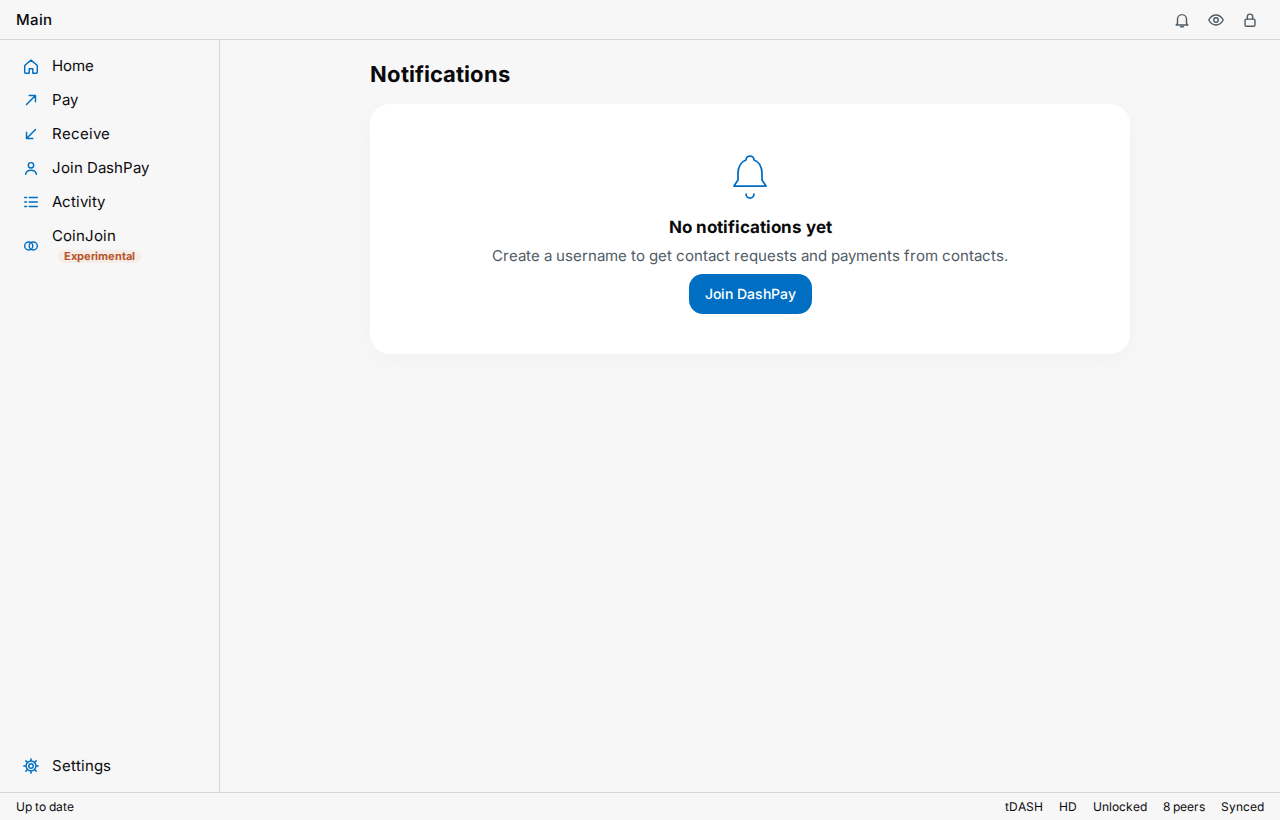 Main
Home
Pay
Receive
Join DashPay
Activity
CoinJoin
Experimental
Settings
Notifications
No notifications yet
Create a username to get contact requests and payments from contacts.
Join DashPay
Up to date
tDASH HD Unlocked 8 peers Synced